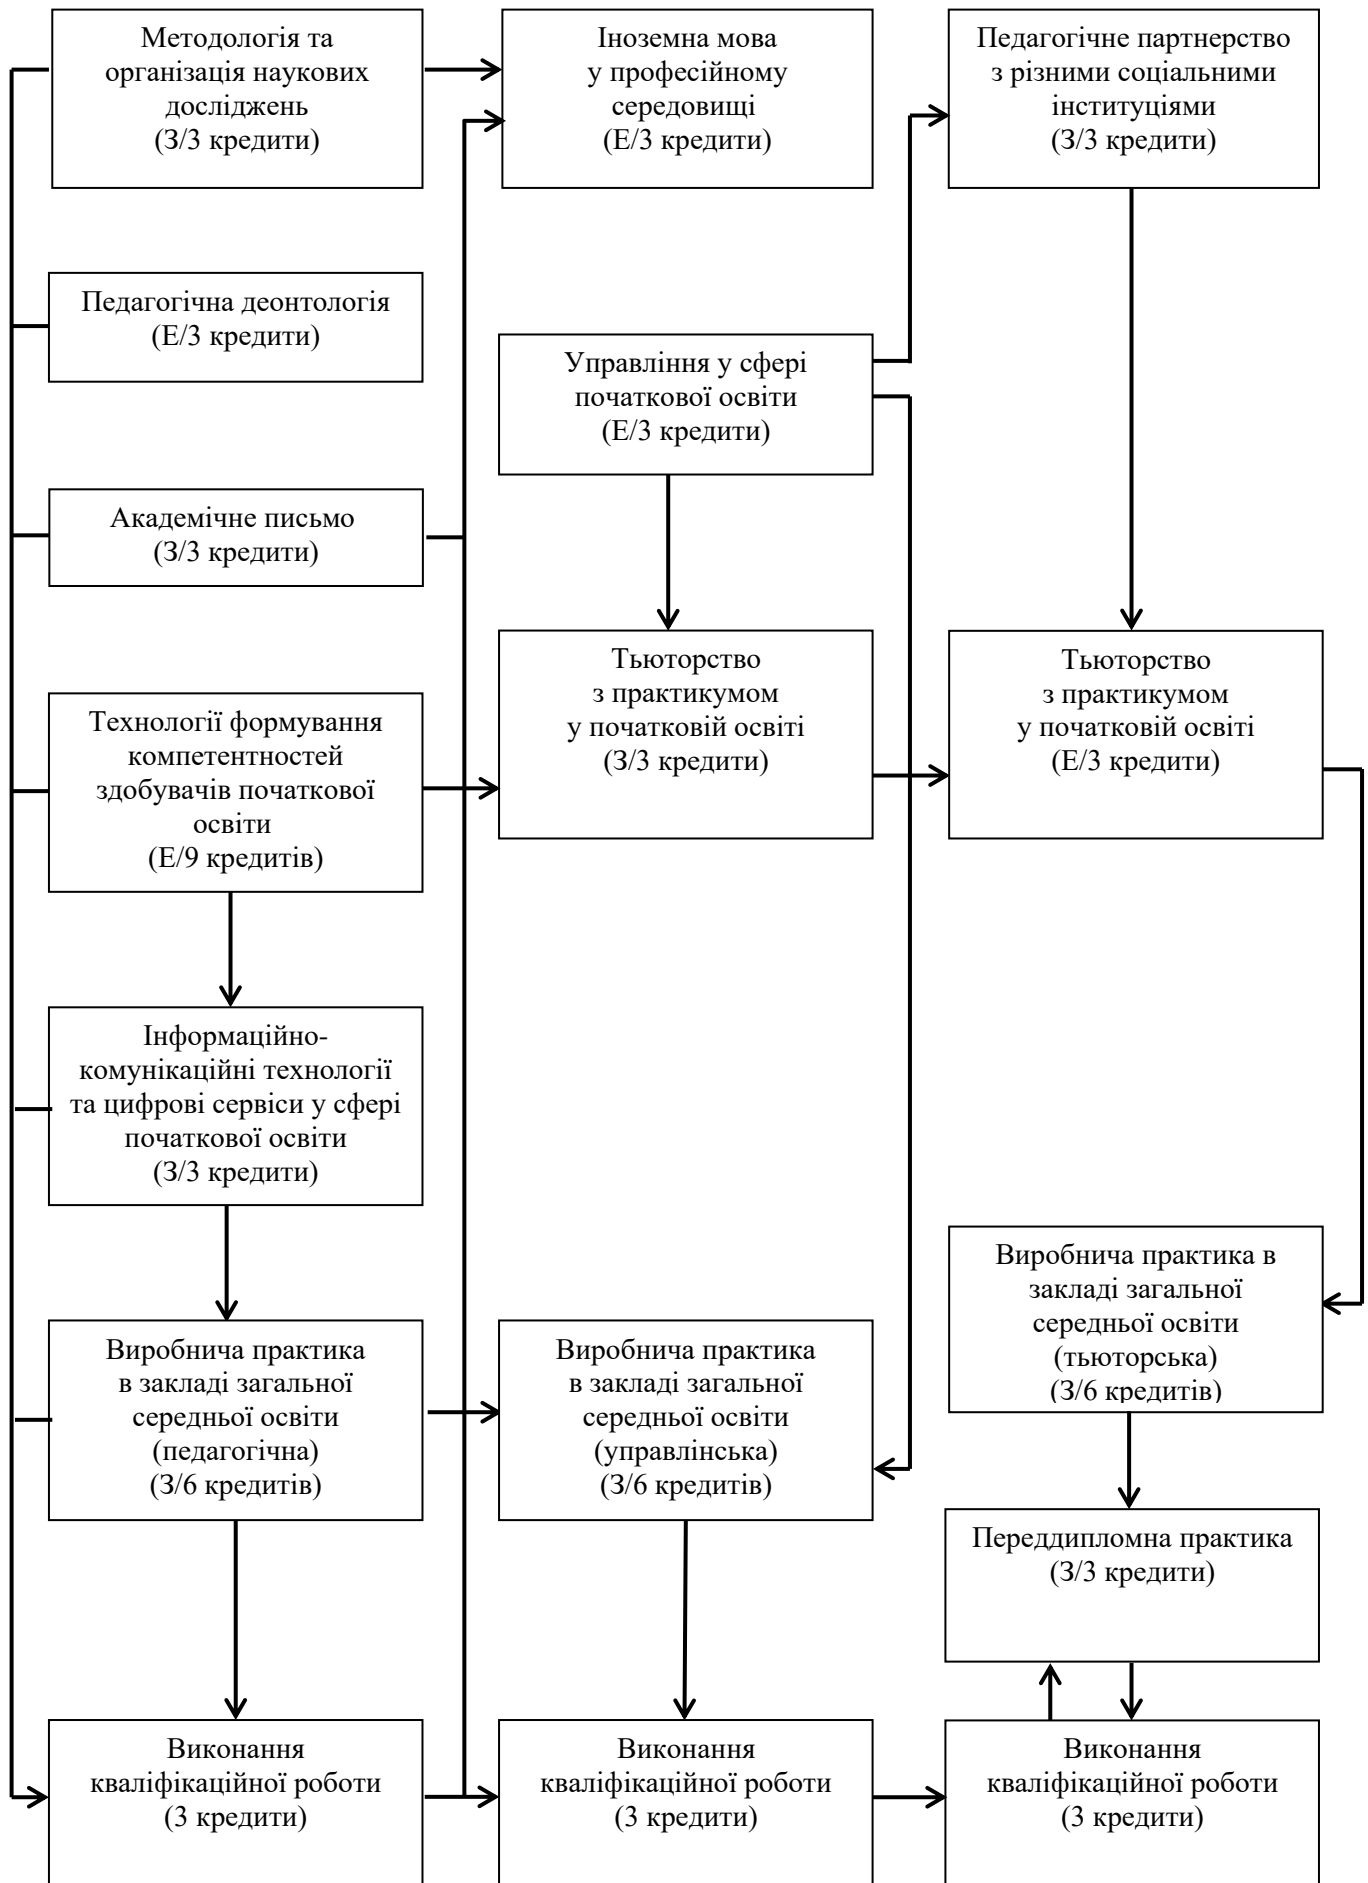 Методологія та
організація наукових
досліджень
(З/3 кредити)
Іноземна мова
у професійному
середовищі
(Е/3 кредити)
Педагогічне партнерство
з різними соціальними
інституціями
(З/3 кредити)
Педагогічна деонтологія
(Е/3 кредити)
Управління у сфері
початкової освіти
(Е/3 кредити)
Академічне письмо
(З/3 кредити)
Технології формування
компетентностей
здобувачів початкової
освіти
(Е/9 кредитів)
Тьюторство
з практикумом
у початковій освіті
(З/3 кредити)
Тьюторство
з практикумом
у початковій освіті
(Е/3 кредити)
Інформаційно-
комунікаційні технології
та цифрові сервіси у сфері
початкової освіти
(З/3 кредити)
Виробнича практика в
закладі загальної
середньої освіти
(тьюторська)
(З/6 кредитів)
Виробнича практика
в закладі загальної
середньої освіти
(педагогічна)
(З/6 кредитів)
Виробнича практика
в закладі загальної
середньої освіти
(управлінська)
(З/6 кредитів)
Переддипломна практика
(З/3 кредити)
Виконання
кваліфікаційної роботи
(3 кредити)
Виконання
кваліфікаційної роботи
(3 кредити)
Виконання
кваліфікаційної роботи
(3 кредити)